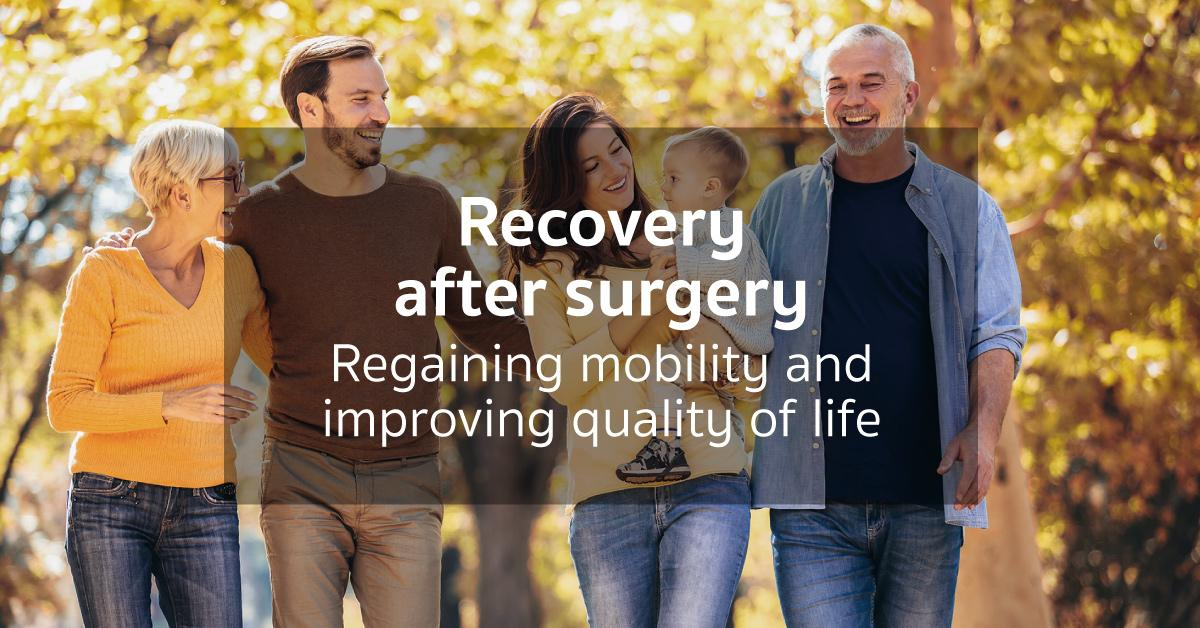 Recovery
after surgery
Regaining mobility and
improving quality of life